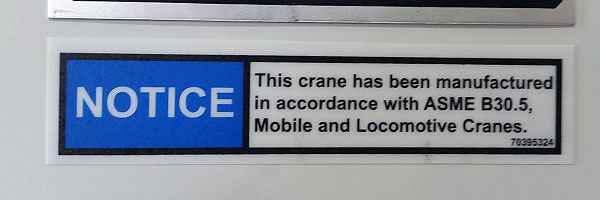 NOTICE
This crane has been manufactured
in accordance with ASME B30.5,
Mobile and Locomotive Cranes.
70395324